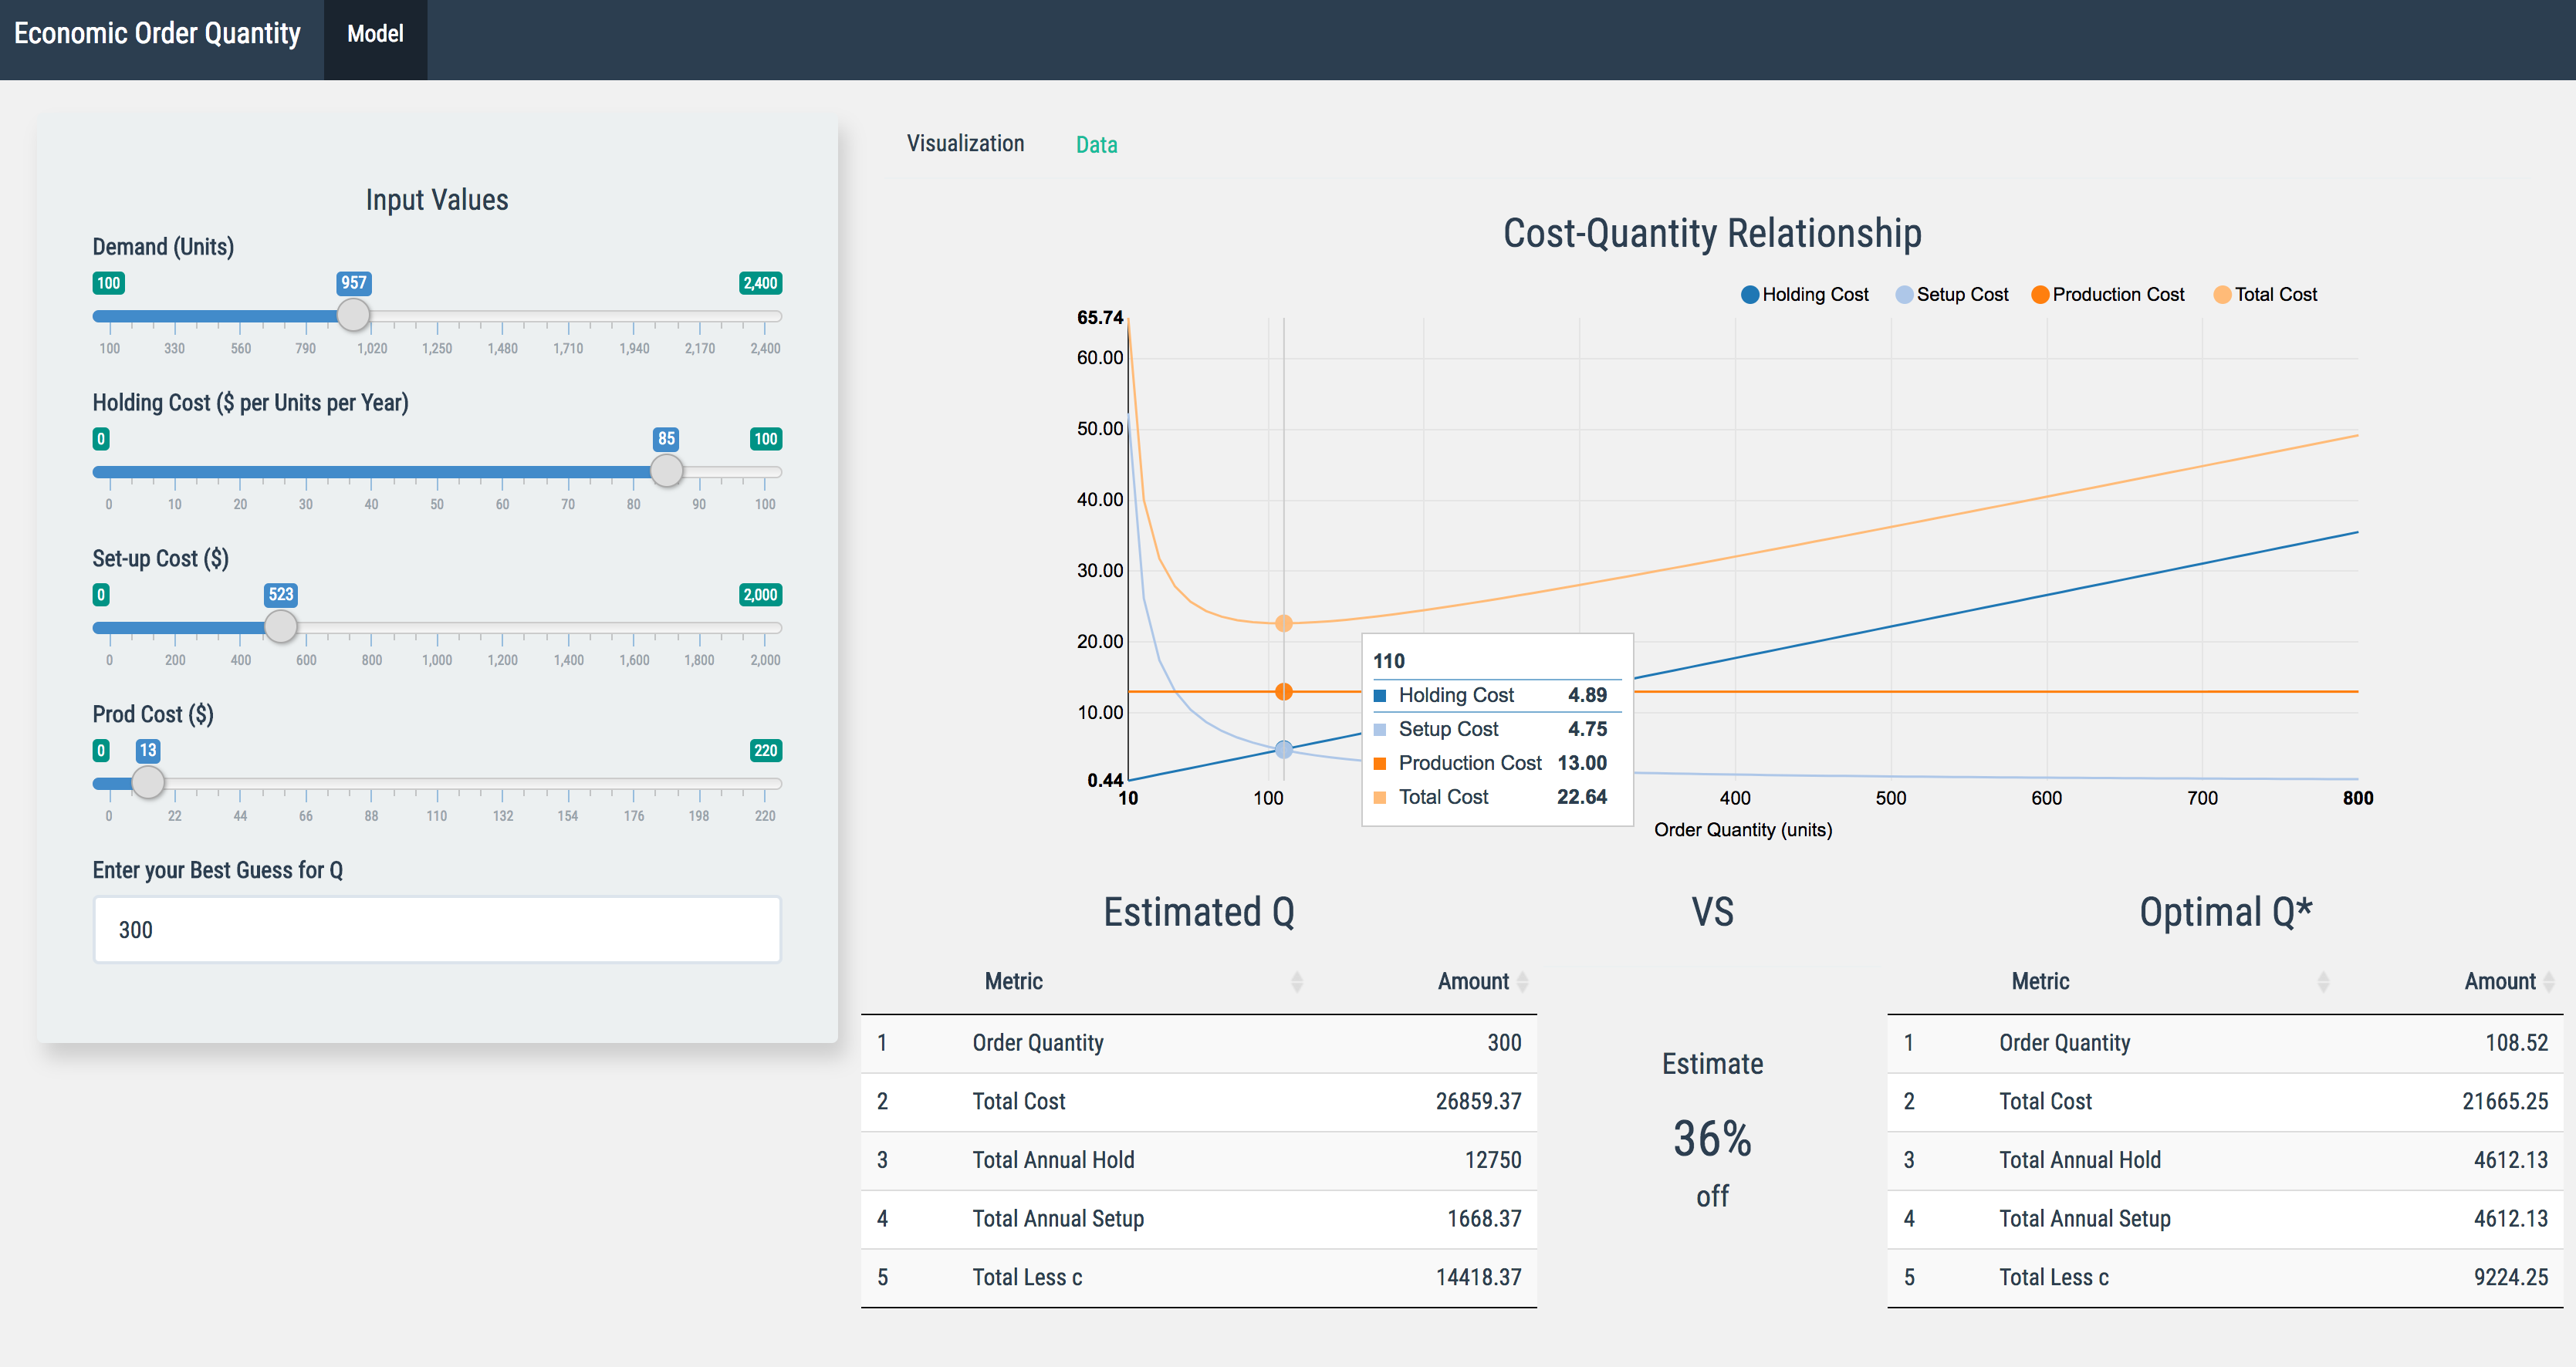 Economic Order Quantity Model
Input Values
Demand (Units)
100 957 2,400
100 330 560 790 1,020 1,250 1,480 1,710 1,940 2,170 2,400
Holding Cost ($ per Units per Year)
0 85 100
0 10 20 30 40 50 60 70 80 90 100
Set-up Cost ($)
0 523 2,000
0 200 400 600 800 1,000 1,200 1,400 1,600 1,800 2,000
Prod Cost ($)
0 13 220
0 22 44 66 88 110 132 154 176 198 220
Enter your Best Guess for Q
300
Visualization Data
Cost-Quantity Relationship
Holding Cost Setup Cost Production Cost Total Cost
65.74
60.00
50.00
40.00
30.00
20.00
10.00
0.44
110
Holding Cost 4.89
Setup Cost 4.75
Production Cost 13.00
Total Cost 22.64
10 100 400 500 600 700 800
Order Quantity (units)
Estimated Q
Metric Amount
1 Order Quantity 300
2 Total Cost 26859.37
3 Total Annual Hold 12750
4 Total Annual Setup 1668.37
5 Total Less c 14418.37
VS
Estimate
36%
off
Optimal Q*
Metric Amount
1 Order Quantity 108.52
2 Total Cost 21665.25
3 Total Annual Hold 4612.13
4 Total Annual Setup 4612.13
5 Total Less c 9224.25